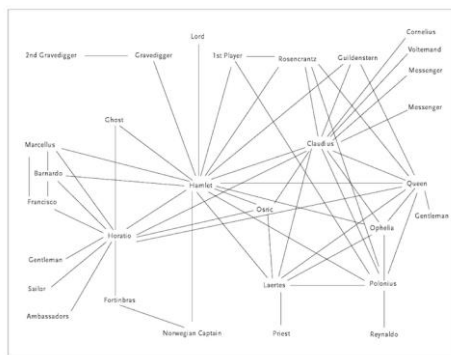 Lord
Cornelius
2nd Gravedigger
Gravedigger
1st Player
Rosencrantz
Guildenstern
Voltemand
Messenger
Messenger
Ghost
Marcellus
Claudius
Barnardo
Hamlet
Queen
Francisco
Osric
Gentleman
Horatio
Ophelia
Gentleman
Sailor
Laertes
Polonius
Fortinbras
Ambassadors
Norwegian Captain
Priest
Reynaldo